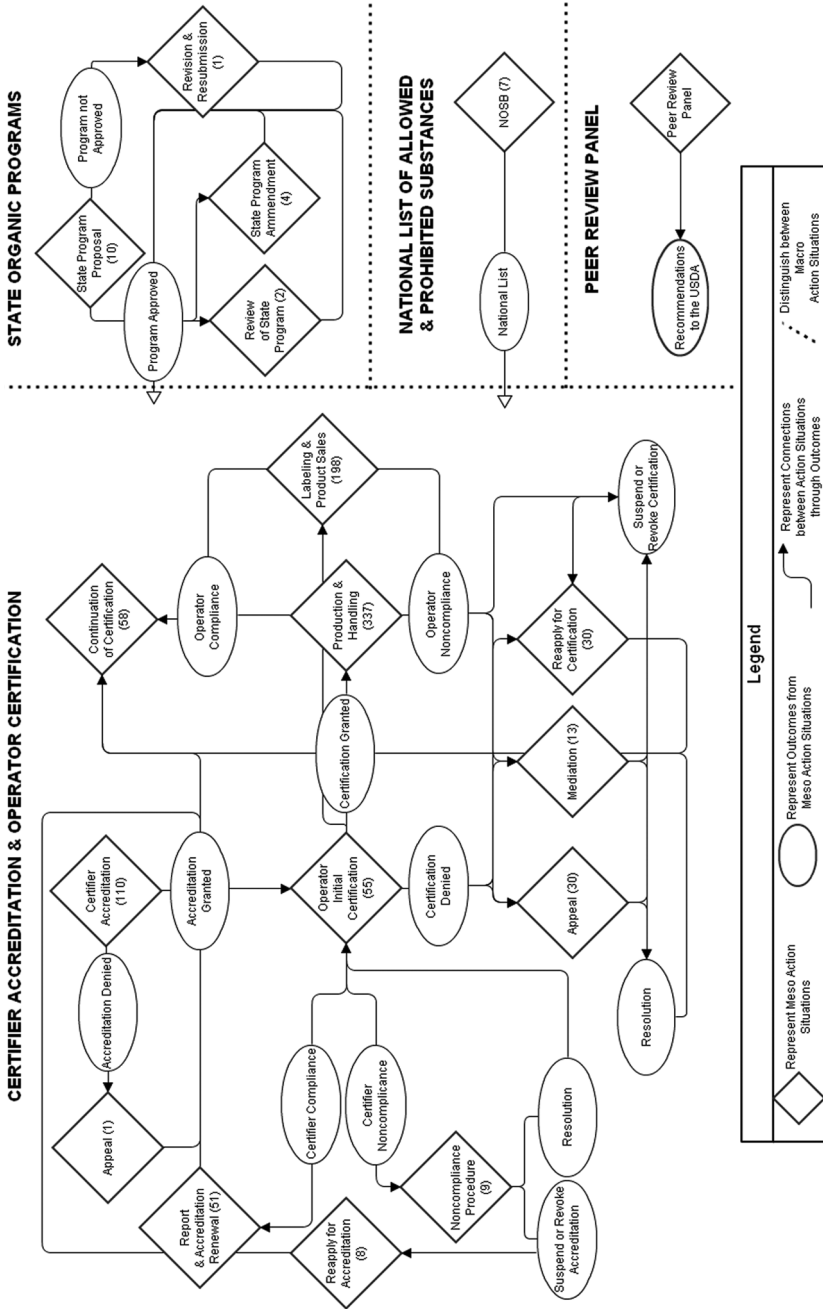 CERTIFIER ACCREDITATION & OPERATOR CERTIFICATION
Appeal (1)
Accreditation Denied
Certifier
Accreditation
(110)
Report
& Accreditation
Renewal (51)
Accreditation
Granted
Continuation
of Certification
(58)
Reapply for
Accreditation
(8)
Certifier Compliance
Certifier
Noncomplicance
Operator
Initial
Certification
(55)
Certification Granted
Production &
Handling
(337)
Operator
Compliance
Labeling &
Product Sales
(198)
Noncompliance
Procedure
(9)
Certification
Denied
Operator
Noncompliance
Suspend or Revoke
Accreditation
Resolution
Appeal (30)
Mediation (13)
Reapply for
Certification
(30)
Resolution
Suspend or
Revoke Certification
STATE ORGANIC PROGRAMS
State Program
Proposal
(10)
Program not
Approved
Revision &
Resubmission
(1)
Program Approved
Review
of State
Program (2)
State Program
Ammendment
(4)
NATIONAL LIST OF ALLOWED
& PROHIBITED SUBSTANCES
National List
NOSB (7)
PEER REVIEW PANEL
Recommendations
to the USDA
Peer Review
Panel
Legend
Represent Meso Action
Situations
Represent Outcomes from
Meso Action Situations
Represent Connections
between Action Situations
through Outcomes
Distinguish between
Macro
Action Situations